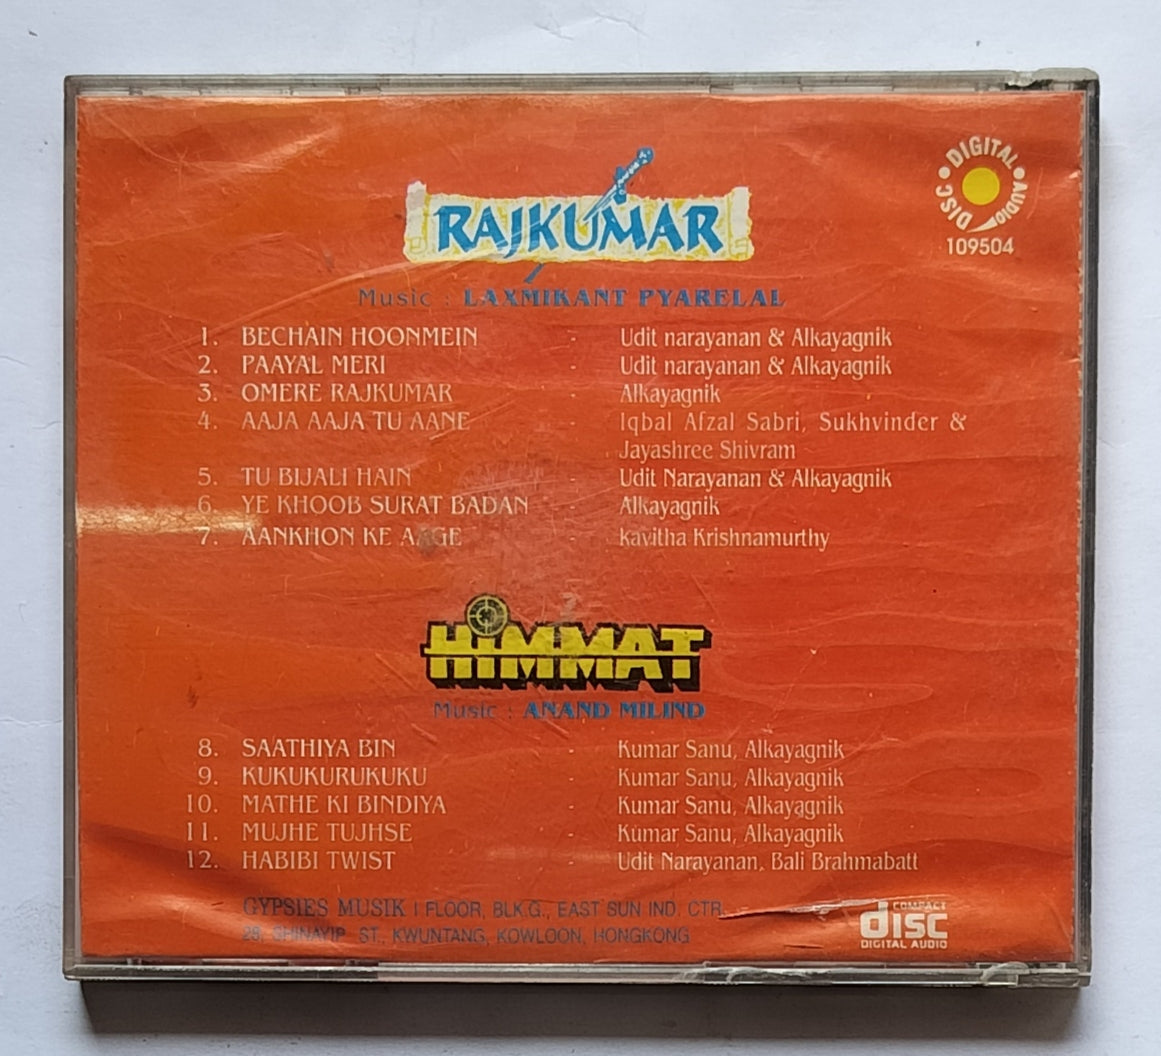 DIGITAL AUDIO DISC
109504
RAJKUMAR
Music : LAXMIKANT PYARELAL
1. BECHAIN HOONMEIN - Udit narayanan & Alkayagnik
2. PAAYAL MERI - Udit narayanan & Alkayagnik
3. OMERE RAJKUMAR - Alkayagnik
4. AAJA AAJA TU AANE - Iqbal Afzal Sabri, Sukhvinder &
Jayashree Shivram
5. TU BIJALI HAIN - Udit Narayanan & Alkayagnik
6. YE KHOOB SURAT BADAN - Alkayagnik
7. AANKHON KE AAGE - kavitha Krishnamurthy
HIMMAT
Music : ANAND MILIND
8. SAATHIYA BIN - Kumar Sanu, Alkayagnik
9. KUKUKURUKUKU - Kumar Sanu, Alkayagnik
10. MATHE KI BINDIYA - Kumar Sanu, Alkayagnik
11. MUJHE TUJHSE - Kumar Sanu, Alkayagnik
12. HABIBI TWIST - Udit Narayanan, Bali Brahmabatt
GYPSIES MUSIK I FLOOR, BLK.G., EAST SUN IND. CTR.
28, SHINAYIP ST., KWUNTANG, KOWLOON, HONGKONG
COMPACT
disc
DIGITAL AUDIO